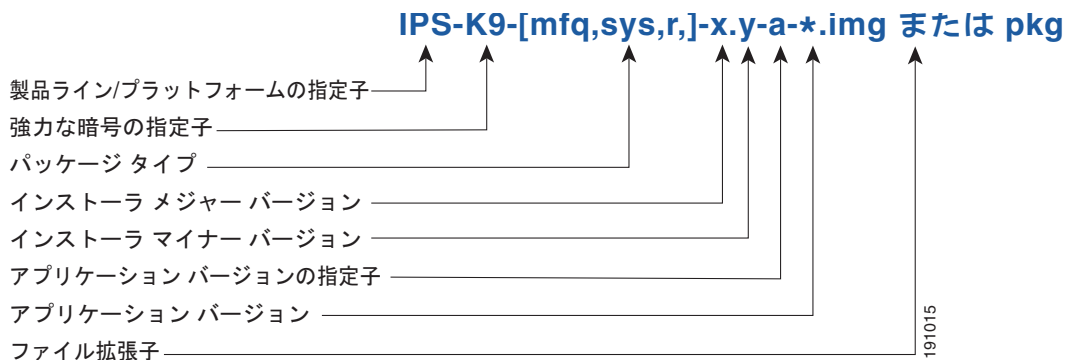 IPS-K9-[mfq,sys,r,]-x.y-a-*.img または pkg
製品ライン/プラットフォームの指定子
強力な暗号の指定子
パッケージ タイプ
インストーラ メジャー バージョン
インストーラ マイナー バージョン
アプリケーション バージョンの指定子
アプリケーション バージョン
ファイル拡張子
191015